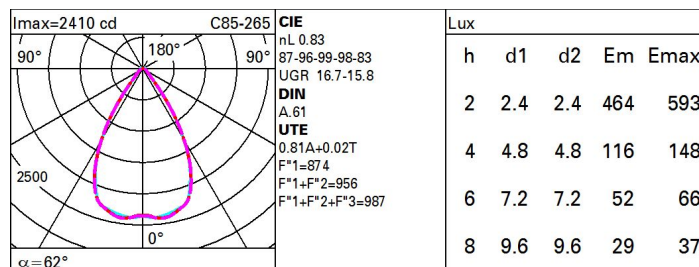 Imax=2410 cd C85-265
90° 180° 90°
2500
0°
α=62°
CIE
nL 0.83
87-96-99-98-83
UGR 16.7-15.8
DIN
A.61
UTE
0.81A+0.02T
F"1=874
F"1+F"2=956
F"1+F"2+F"3=987
Lux
h d1 d2 Em Emax
2 2.4 2.4 464 593
4 4.8 4.8 116 148
6 7.2 7.2 52 66
8 9.6 9.6 29 37